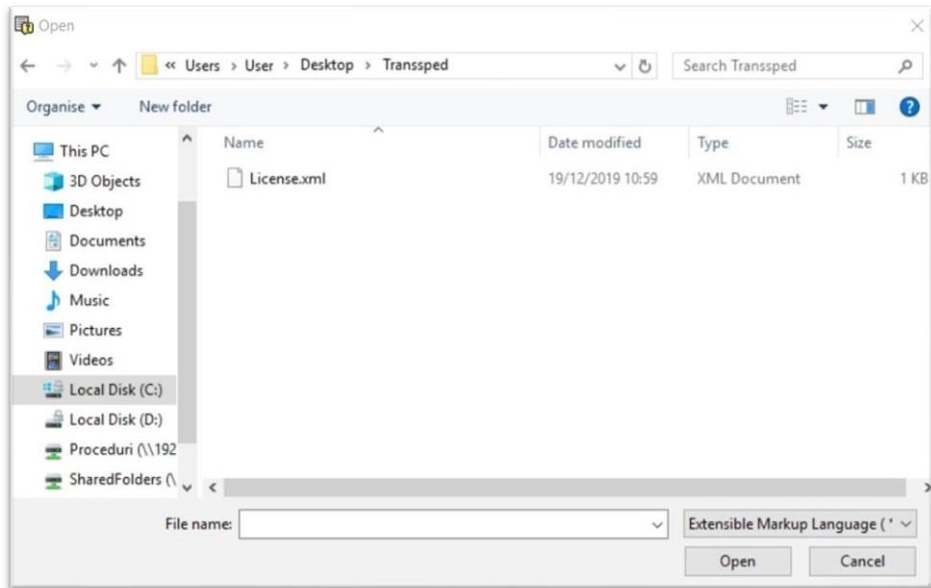 Open
« Users › User › Desktop › Transsped
Search Transsped
Organise
New folder
Name
Date modified
Type
Size
License.xml
19/12/2019 10:59
XML Document
1 KB
This PC
3D Objects
Desktop
Documents
Downloads
Music
Pictures
Videos
Local Disk (C:)
Local Disk (D:)
Proceduri (\\192
SharedFolders (\
File name:
Extensible Markup Language ( *
Open
Cancel